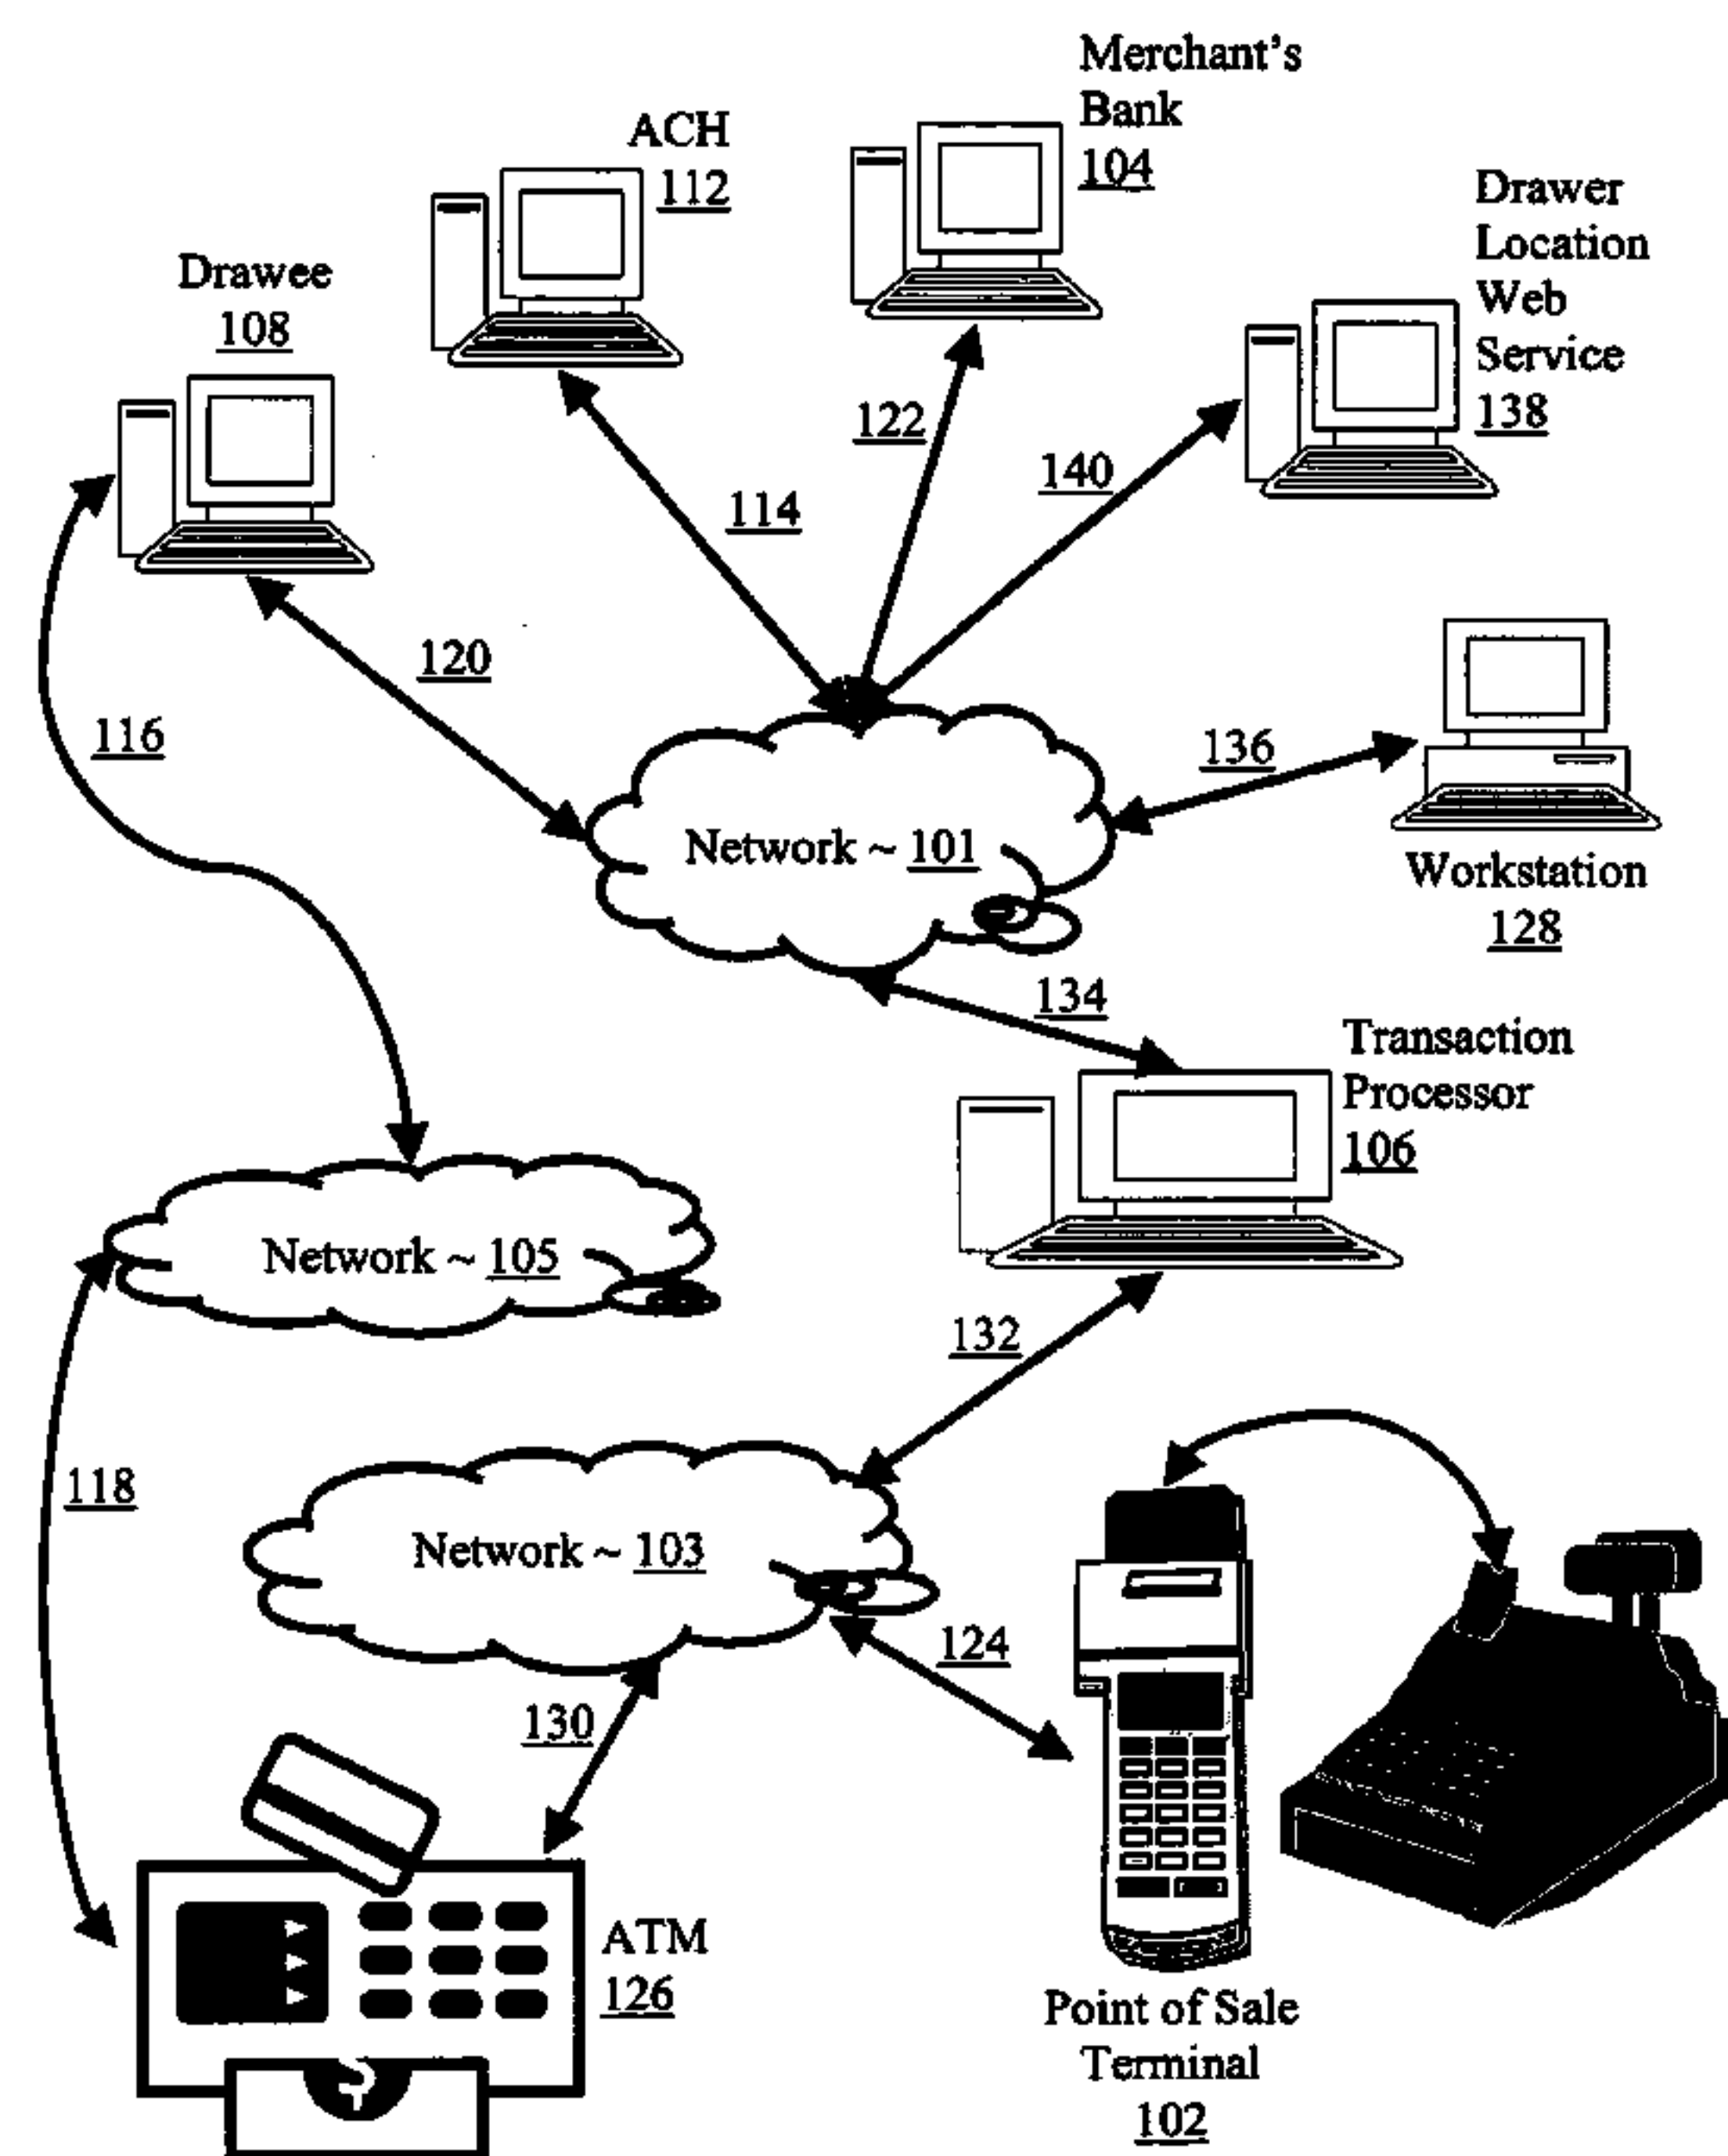 Merchant's
Bank
104
ACH
112
Drawer
Location
Web
Service
138
Drawee
108
122
140
114
120
116
136
Network ~ 101
Workstation
128
134
Transaction
Processor
106
Network ~ 105
132
118
Network ~ 103
124
130
ATM
126
Point of Sale
Terminal
102